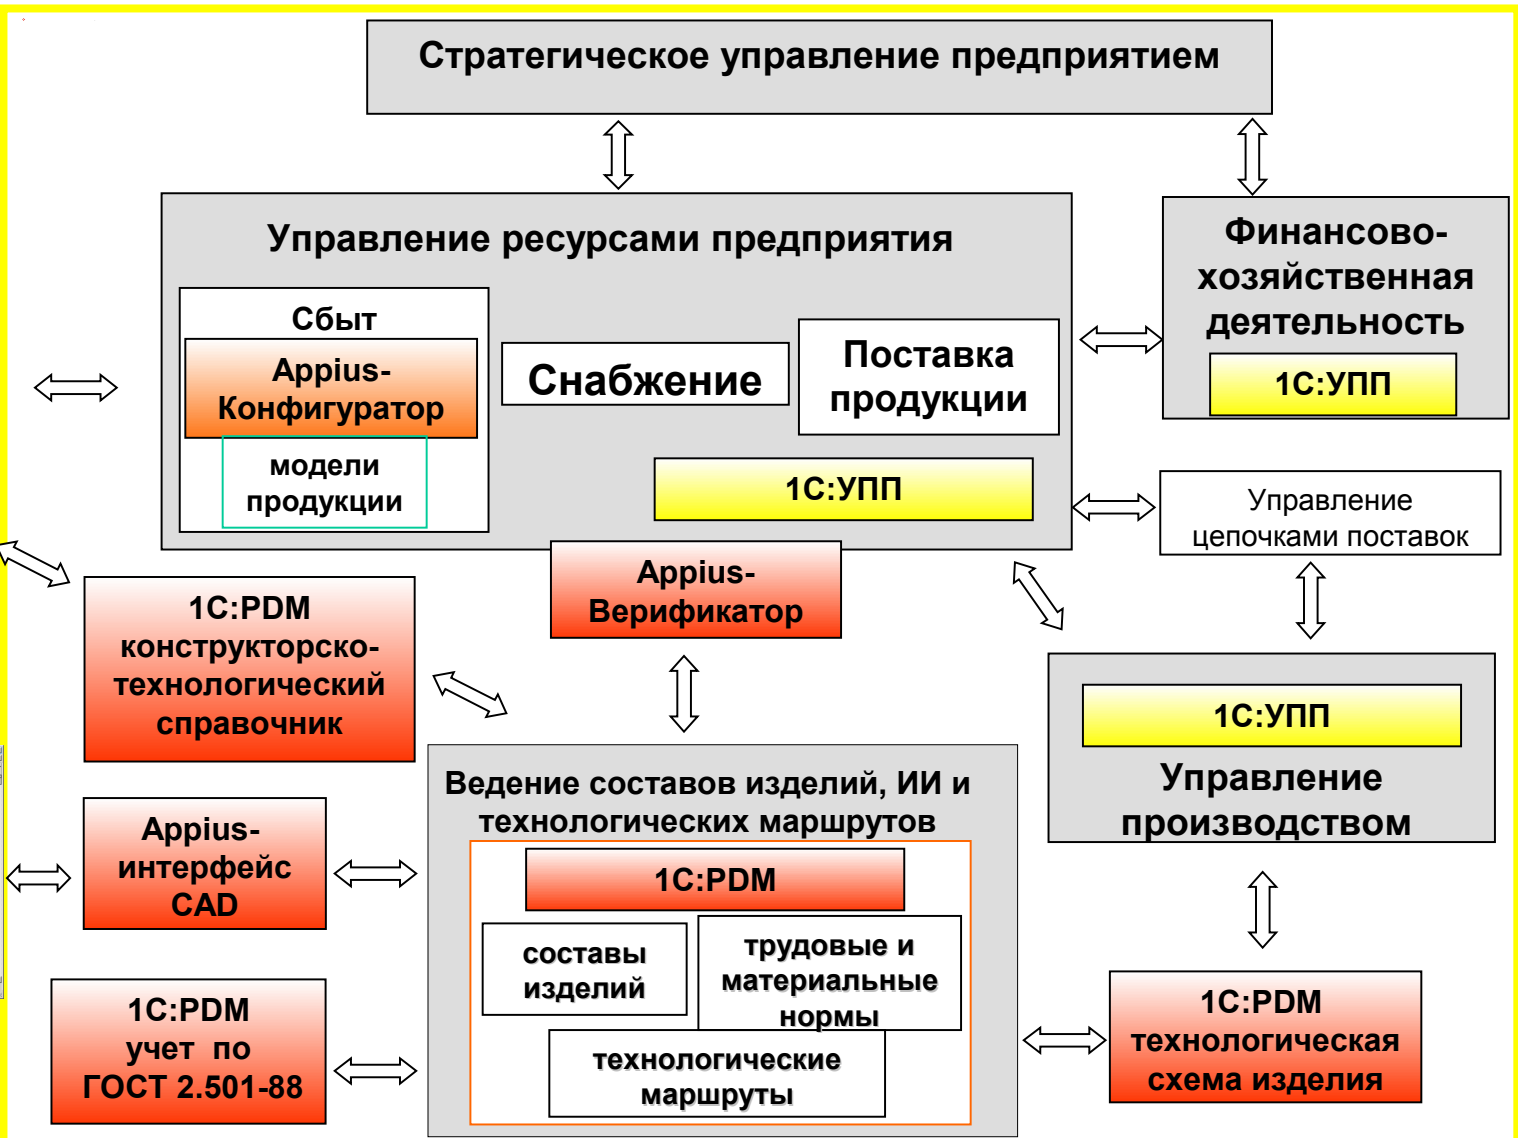 Стратегическое управление предприятием
Управление ресурсами предприятия
Сбыт
Appius-
Конфигуратор
модели
продукции
Снабжение
Поставка
продукции
1С:УПП
Финансово-
хозяйственная
деятельность
1С:УПП
Управление
цепочками поставок
Appius-
Верификатор
1С:PDM
конструкторско-
технологический
справочник
1С:УПП
Управление
производством
Ведение составов изделий, ИИ и
технологических маршрутов
1С:PDM
составы
изделий
трудовые и
материальные
нормы
технологические
маршруты
Appius-
интерфейс
CAD
1С:PDM
учет по
ГОСТ 2.501-88
1С:PDM
технологическая
схема изделия